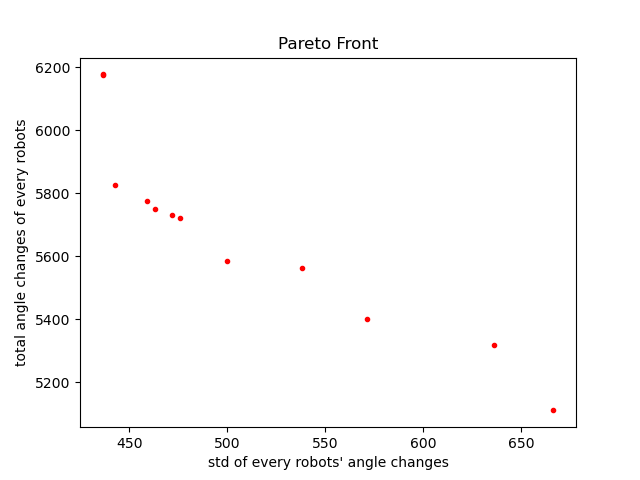 Pareto Front
total angle changes of every robots
6200
6000
5800
5600
5400
5200
450 500 550 600 650
std of every robots' angle changes